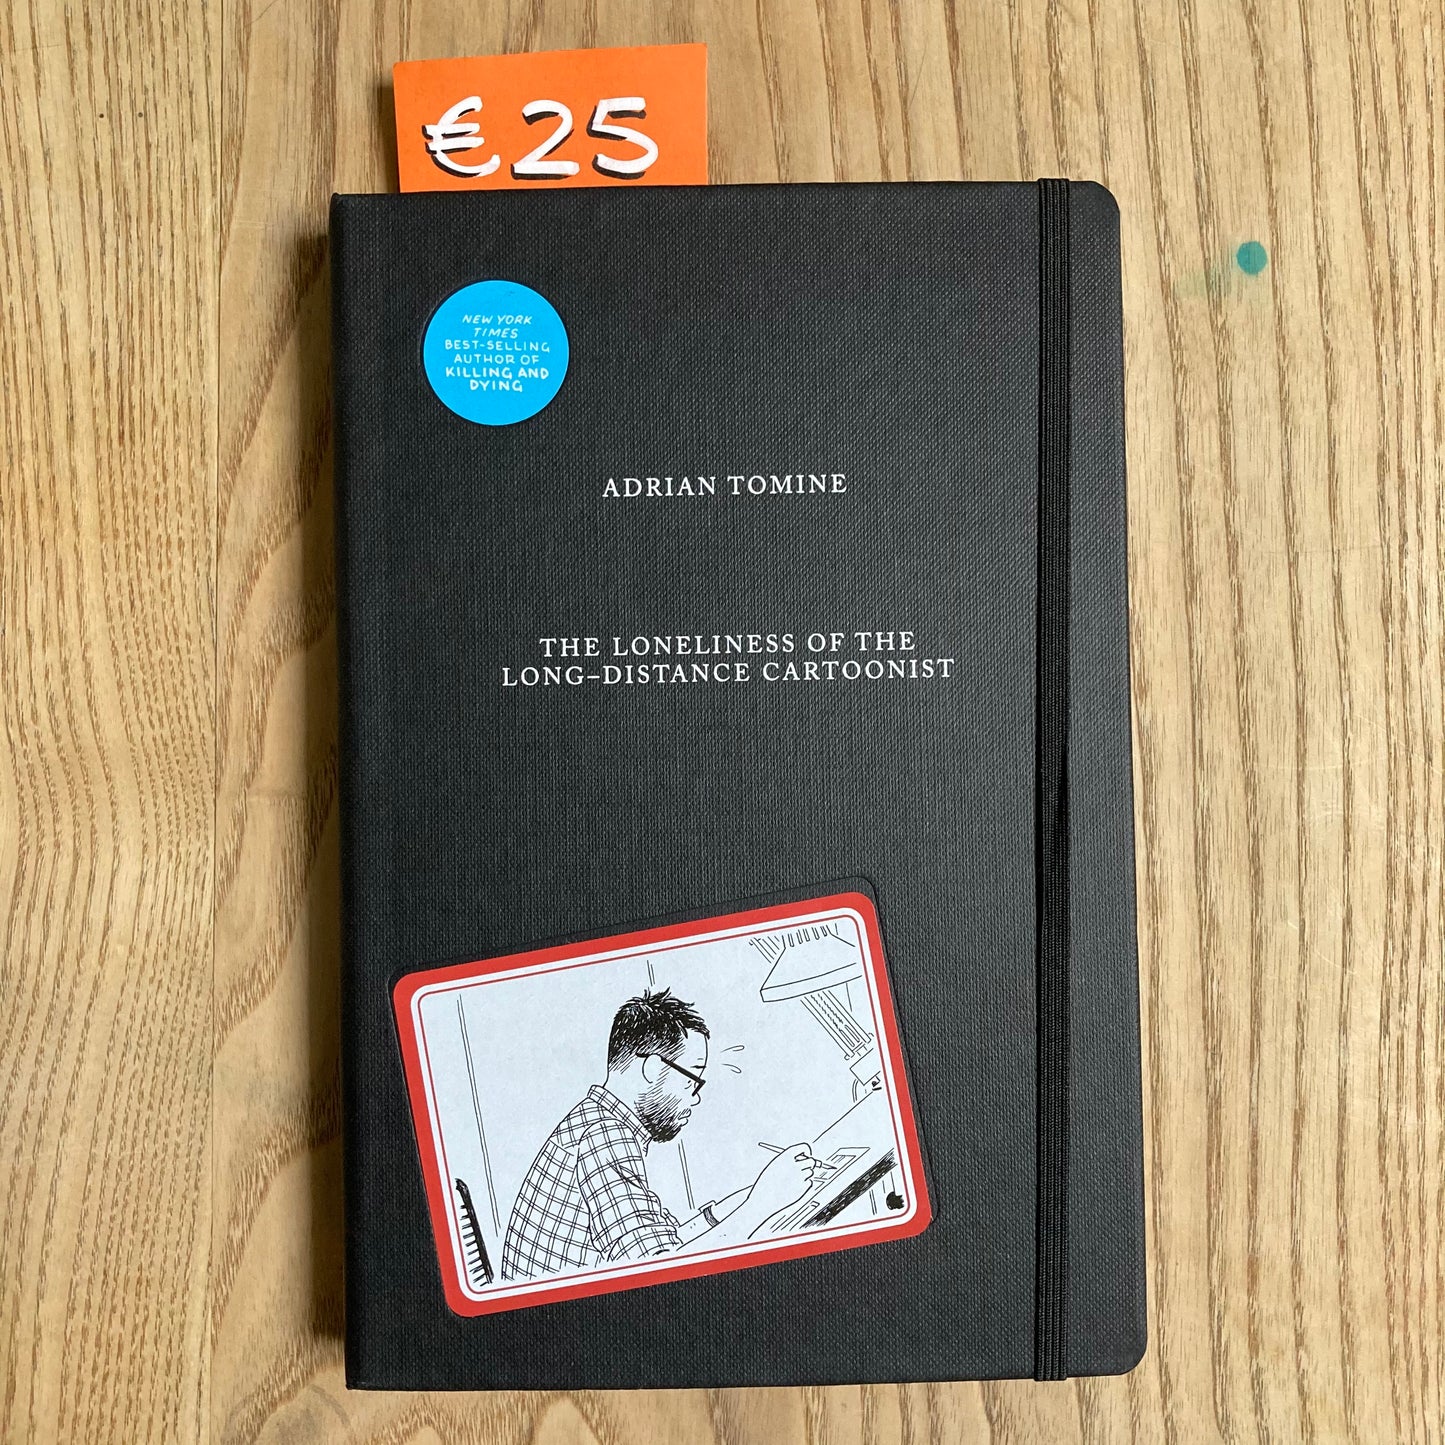 €25
NEW YORK
TIMES
BEST-SELLING
AUTHOR OF
KILLING AND
DYING
ADRIAN TOMINE
THE LONELINESS OF THE
LONG–DISTANCE CARTOONIST